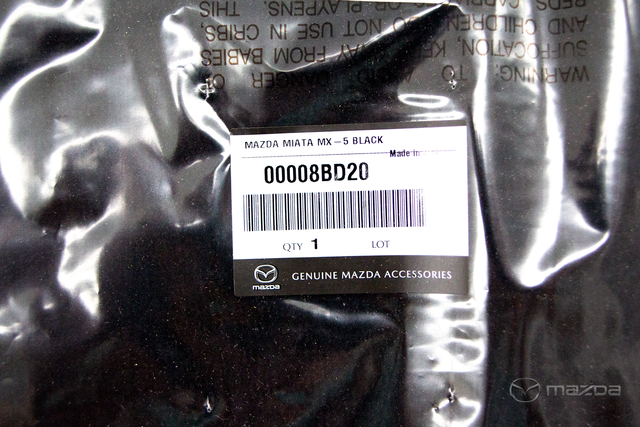 WARNING: TO AVOID DANGER OF
SUFFOCATION, KEEP AWAY FROM BABIES
AND CHILDREN. DO NOT USE IN CRIBS,
BEDS, OR PLAYPENS. THIS
MAZDA MIATA MX-5 BLACK
Made in
00008BD20
QTY 1 LOT
mazda GENUINE MAZDA ACCESSORIES
mazda